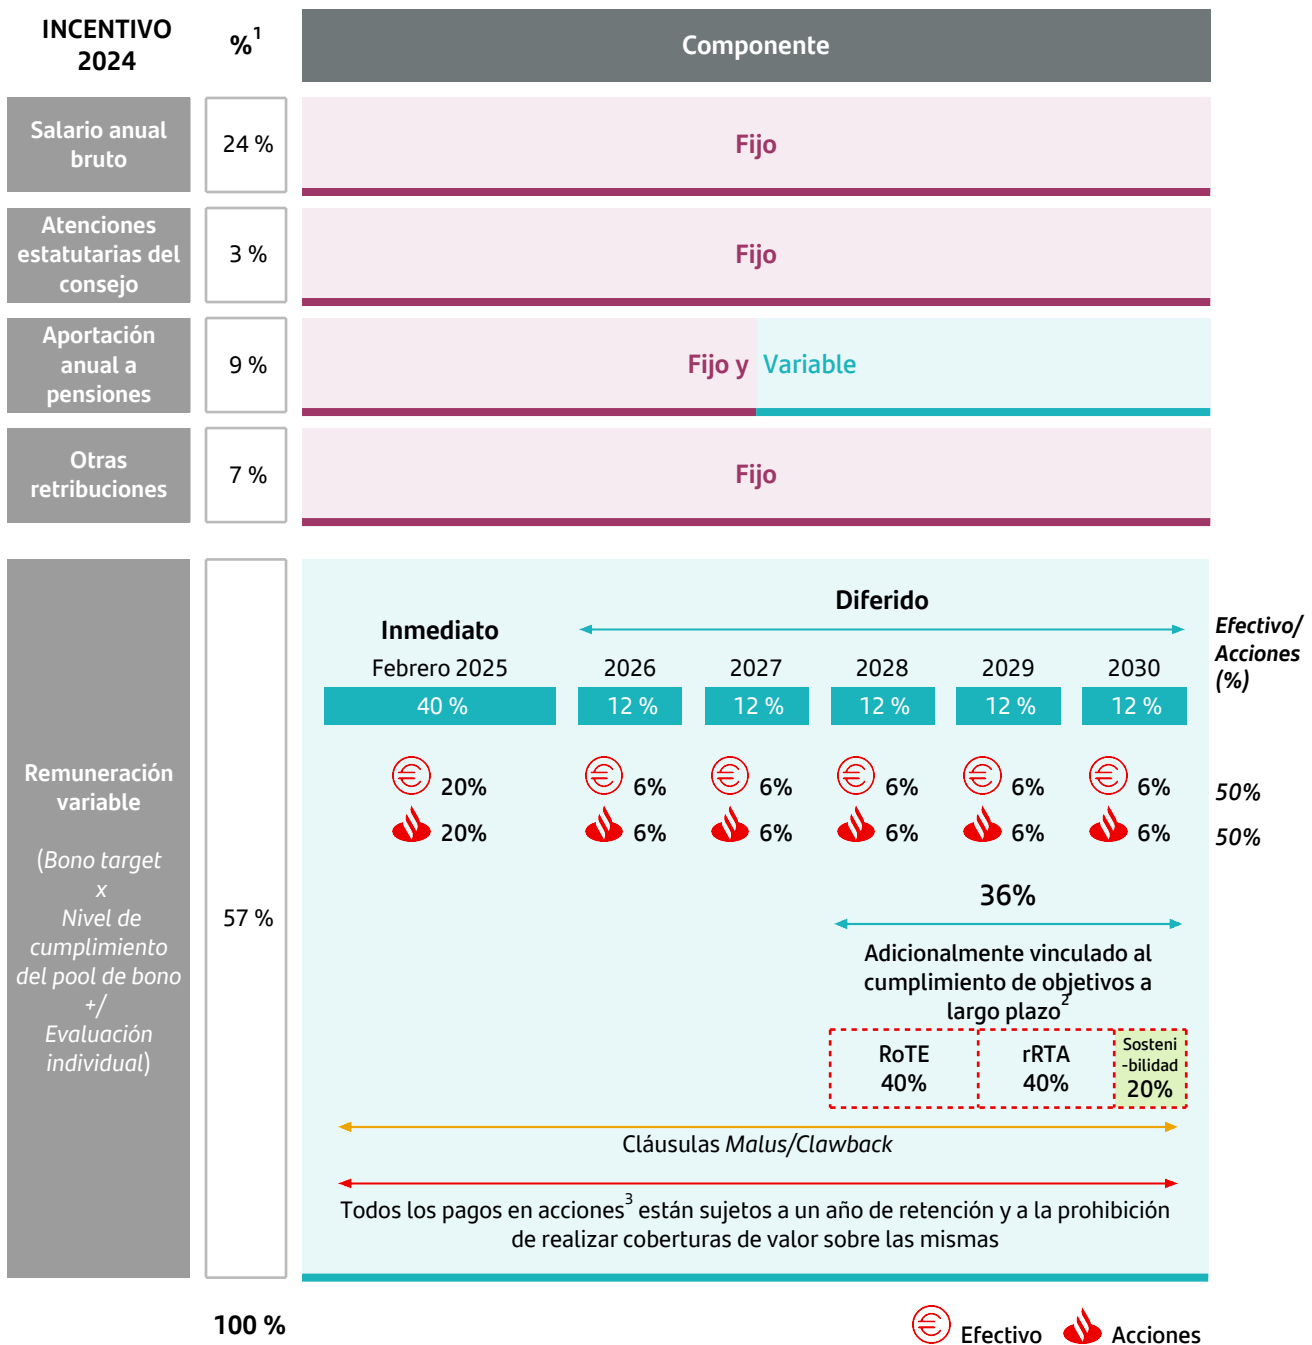 INCENTIVO
2024
%1
Componente
Salario anual
bruto
24 %
Fijo
Atenciones
estatutarias del
consejo
3 %
Fijo
Aportación
anual a
pensiones
9 %
Fijo y Variable
Otras
retribuciones
7 %
Fijo
Remuneración
variable
(Bono target
x
Nivel de
cumplimiento
del pool de bono
+/
Evaluación
individual)
57 %
Diferido
Inmediato
Febrero 2025 2026 2027 2028 2029 2030
40 % 12 % 12 % 12 % 12 % 12 %
20% 6% 6% 6% 6% 6%
20% 6% 6% 6% 6% 6%
Efectivo/
Acciones
(%)
50%
50%
36%
Adicionalmente vinculado al
cumplimiento de objetivos a
largo plazo2
RoTE
40%
rRTA
40%
Sosteni
-bilidad
20%
Cláusulas Malus/Clawback
Todos los pagos en acciones3 están sujetos a un año de retención y a la prohibición
de realizar coberturas de valor sobre las mismas
100 %
Efectivo Acciones